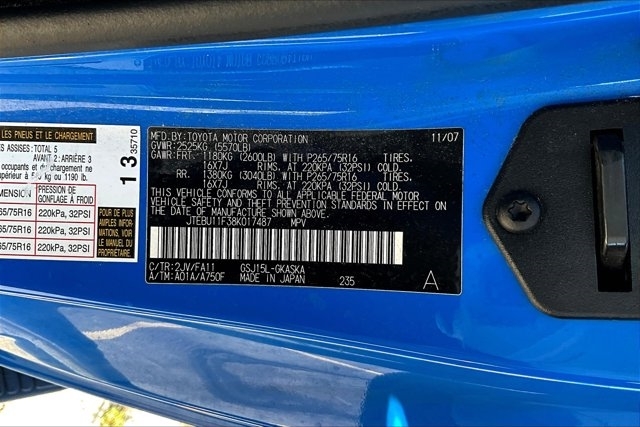 LES PNEUS ET LE CHARGEMENT
ES ASSISES: TOTAL 5
AVANT 2: ARRIÈRE 3
occupants et du chargement ne
upérieur à kg ou 1190 lb.
MENSION
PRESSION DE
GONFLAGE À FROID
65/75R16
220kPa, 32PSI
65/75R16
220kPa, 32PSI
65/75R16
220kPa, 32PSI
VOIR
LE MANUEL
DU
PROPRIÉTAIRE
POUR PLUS DE
RENSEIGNEMENTS
13
35710
MFD.BY:TOYOTA MOTOR CORPORATION 11/07
GVWR:2525KG(5570LB)
GAWR:FRT. 1180KG (2600LB) WITH P265/75R16 TIRES.
16X7J RIMS. AT 220KPA (32PSI) COLD.
RR. 1380KG (3040LB) WITH P265/75R16 TIRES.
16X7J RIMS. AT 220KPA (32PSI) COLD.
THIS VEHICLE CONFORMS TO ALL APPLICABLE FEDERAL MOTOR
VEHICLE SAFETY AND THEFT PREVENTION STANDARDS IN EFFECT ON
THE DATE OF MANUFACTURE SHOWN ABOVE.
JTEBU11F38K017487 MPV
C/TR:2JV/FA11 GSJ15L-GKASKA
A/TM:A01A/A750F MADE IN JAPAN 235
A